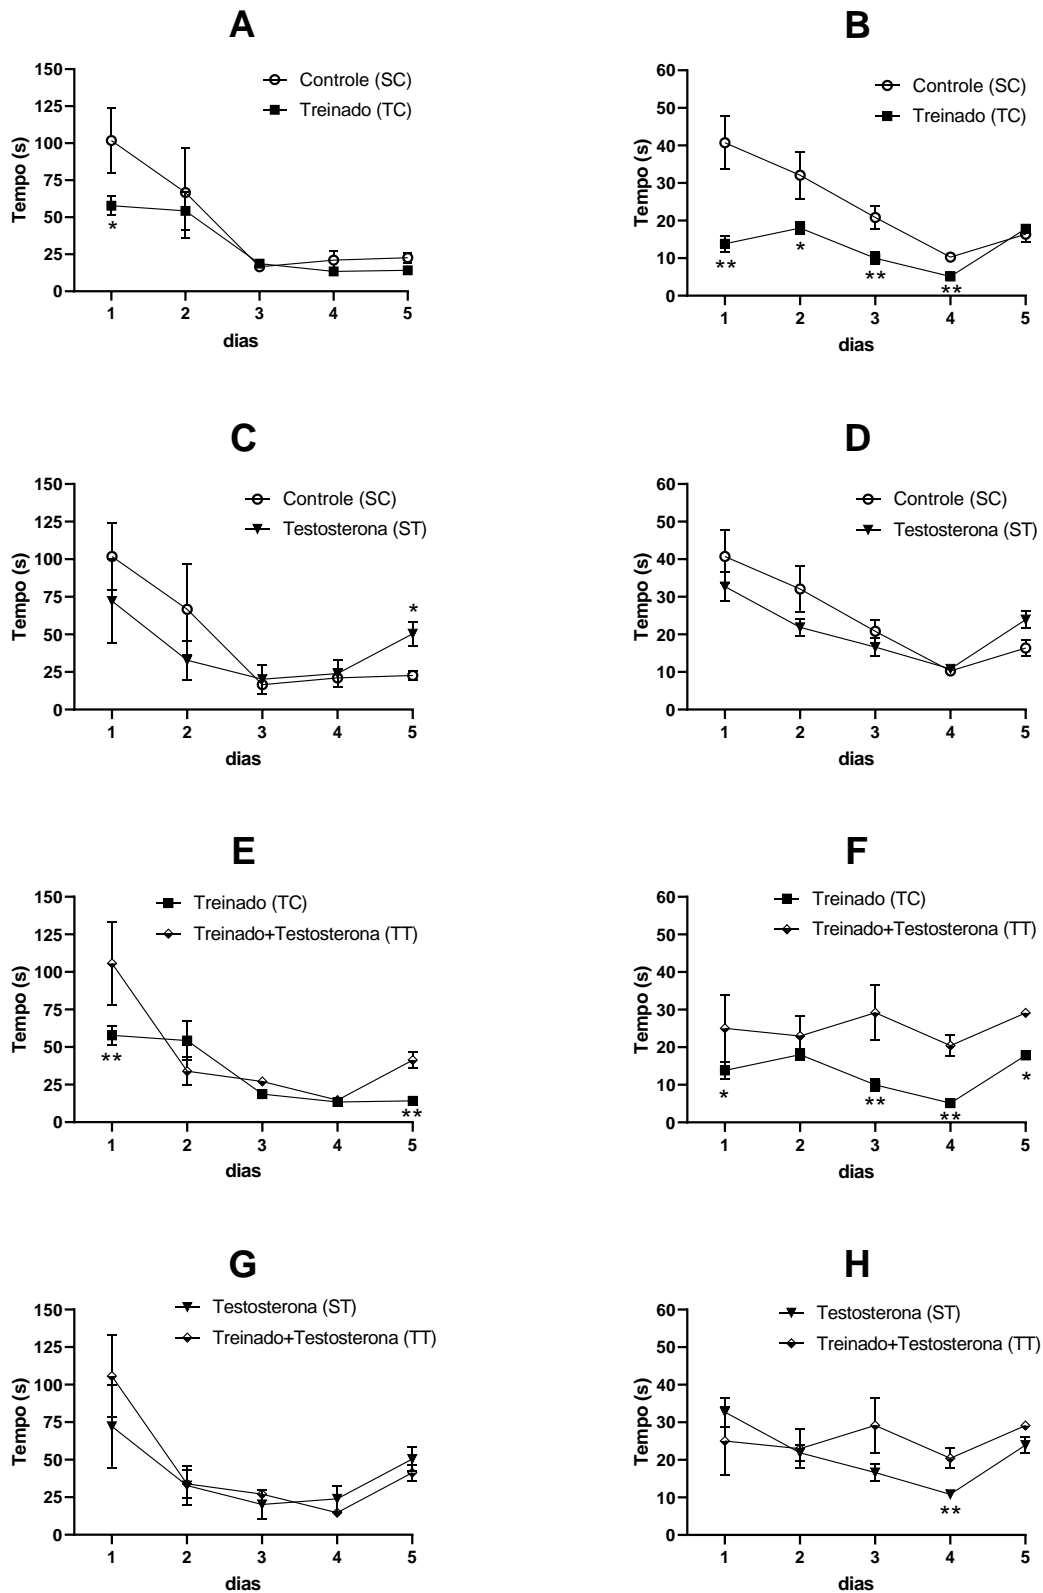 A
Controle (SC)
Treinado (TC)
Tempo (s)
150
125
100
75
50
25
0
*
1 2 3 4 5
dias
B
Controle (SC)
Treinado (TC)
Tempo (s)
60
50
40
30
20
10
0
** * ** **
1 2 3 4 5
dias
C
Controle (SC)
Testosterona (ST)
Tempo (s)
150
125
100
75
50
25
0
*
1 2 3 4 5
dias
D
Controle (SC)
Testosterona (ST)
Tempo (s)
60
50
40
30
20
10
0
1 2 3 4 5
dias
E
Treinado (TC)
Treinado+Testosterona (TT)
Tempo (s)
150
125
100
75
50
25
0
** **
1 2 3 4 5
dias
F
Treinado (TC)
Treinado+Testosterona (TT)
Tempo (s)
60
50
40
30
20
10
0
* ** ** *
1 2 3 4 5
dias
G
Testosterona (ST)
Treinado+Testosterona (TT)
Tempo (s)
150
125
100
75
50
25
0
1 2 3 4 5
dias
H
Testosterona (ST)
Treinado+Testosterona (TT)
Tempo (s)
60
50
40
30
20
10
0
**
1 2 3 4 5
dias